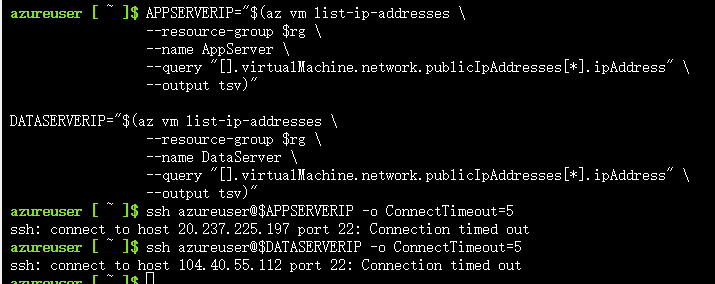 azureuser [ ~ ]$ APPSERVERIP="$(az vm list-ip-addresses \
--resource-group $rg \
--name AppServer \
--query "[].virtualMachine.network.publicIpAddresses[*].ipAddress" \
--output tsv)"
DATASERVERIP="$(az vm list-ip-addresses \
--resource-group $rg \
--name DataServer \
--query "[].virtualMachine.network.publicIpAddresses[*].ipAddress" \
--output tsv)"
azureuser [ ~ ]$ ssh azureuser@$APPSERVERIP -o ConnectTimeout=5
ssh: connect to host 20.237.225.197 port 22: Connection timed out
azureuser [ ~ ]$ ssh azureuser@$DATASERVERIP -o ConnectTimeout=5
ssh: connect to host 104.40.55.112 port 22: Connection timed out
azureuser [ ~ ]$